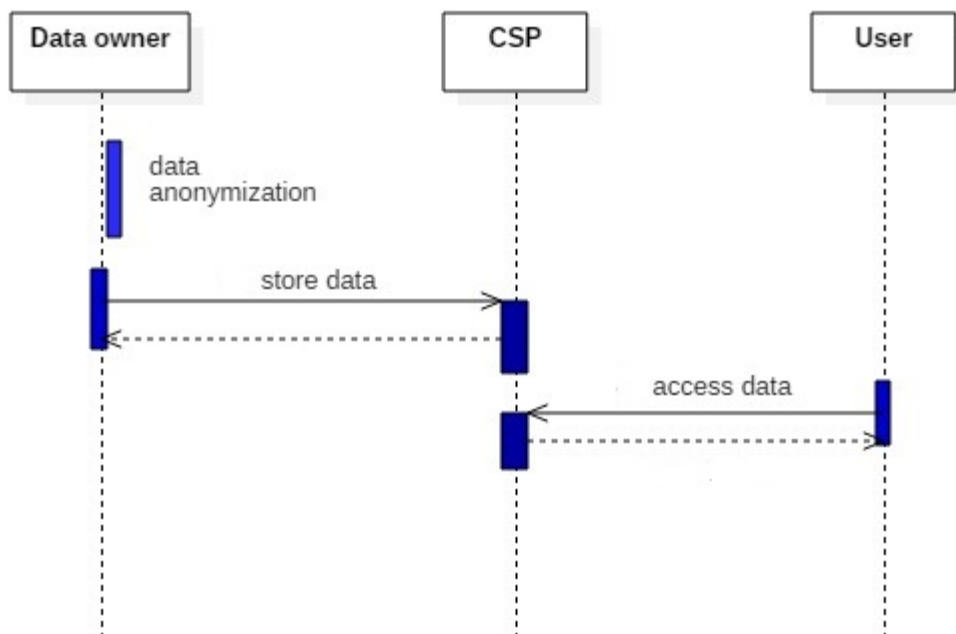 Data owner
CSP
User
data
anonymization
store data
access data